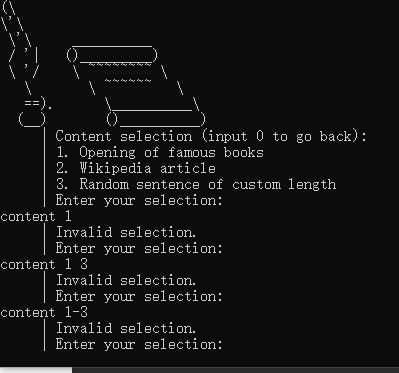 Content selection (input 0 to go back):
1. Opening of famous books
2. Wikipedia article
3. Random sentence of custom length
Enter your selection:
content 1
Invalid selection.
Enter your selection:
content 1 3
Invalid selection.
Enter your selection:
content 1-3
Invalid selection.
Enter your selection: